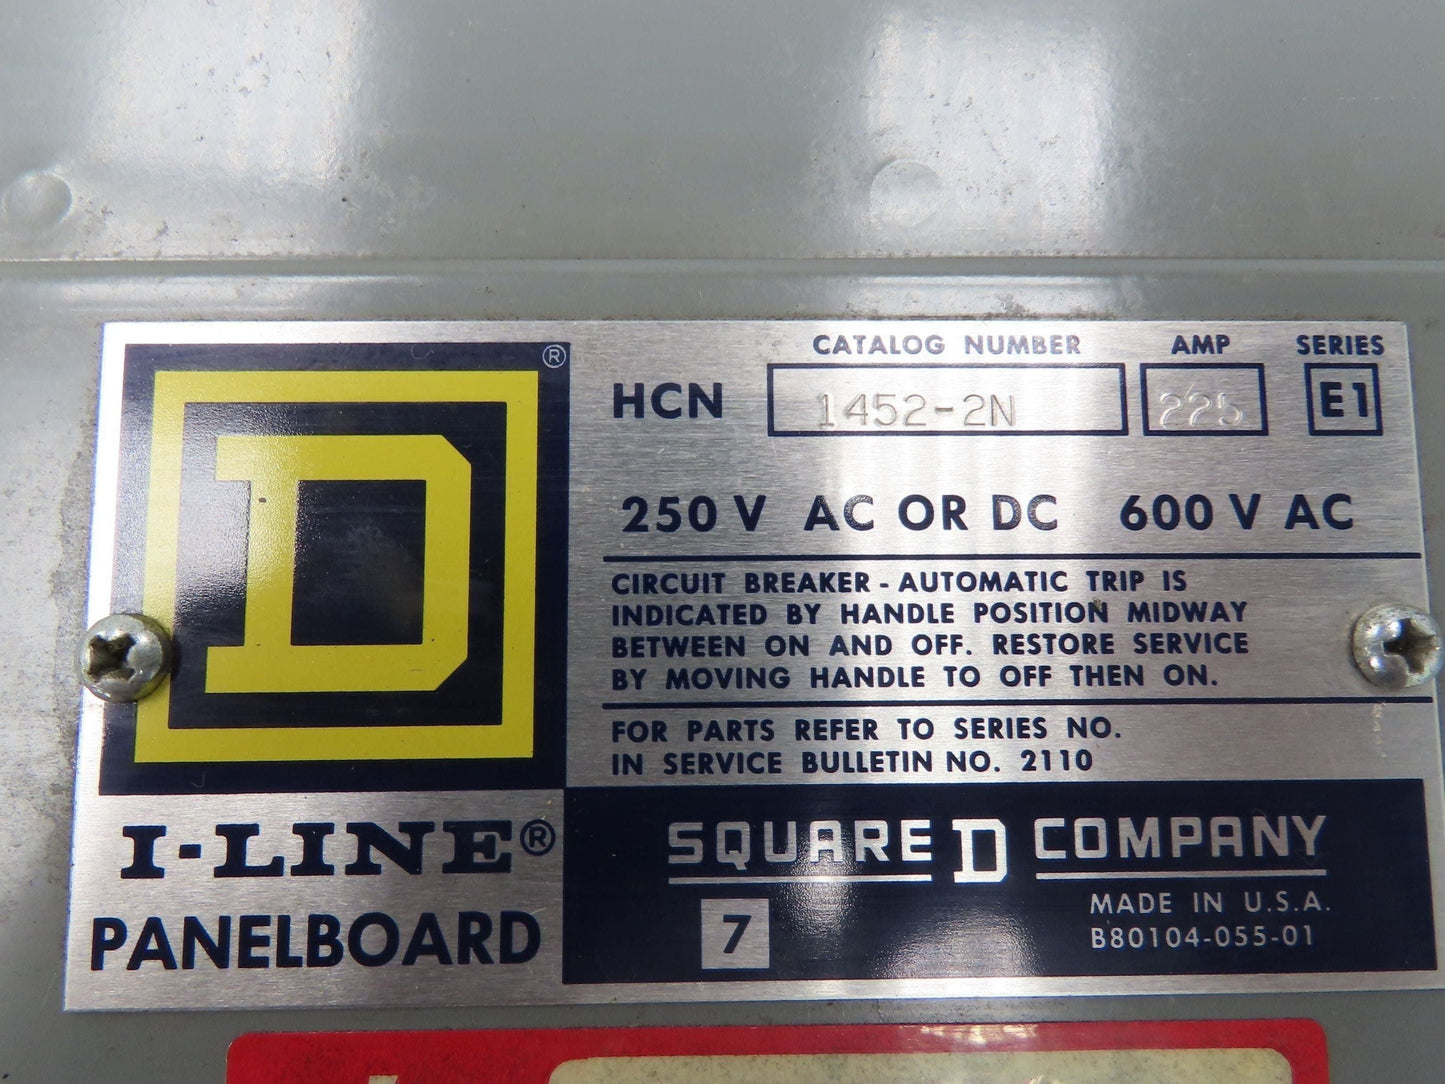 ®
D
I-LINE®
PANELBOARD
CATALOG NUMBER AMP SERIES
HCN 1452-2N 225 E1
250 V AC OR DC 600 V AC
CIRCUIT BREAKER - AUTOMATIC TRIP IS
INDICATED BY HANDLE POSITION MIDWAY
BETWEEN ON AND OFF. RESTORE SERVICE
BY MOVING HANDLE TO OFF THEN ON.
FOR PARTS REFER TO SERIES NO.
IN SERVICE BULLETIN NO. 2110
SQUARE D COMPANY
7
MADE IN U.S.A.
B80104-055-01